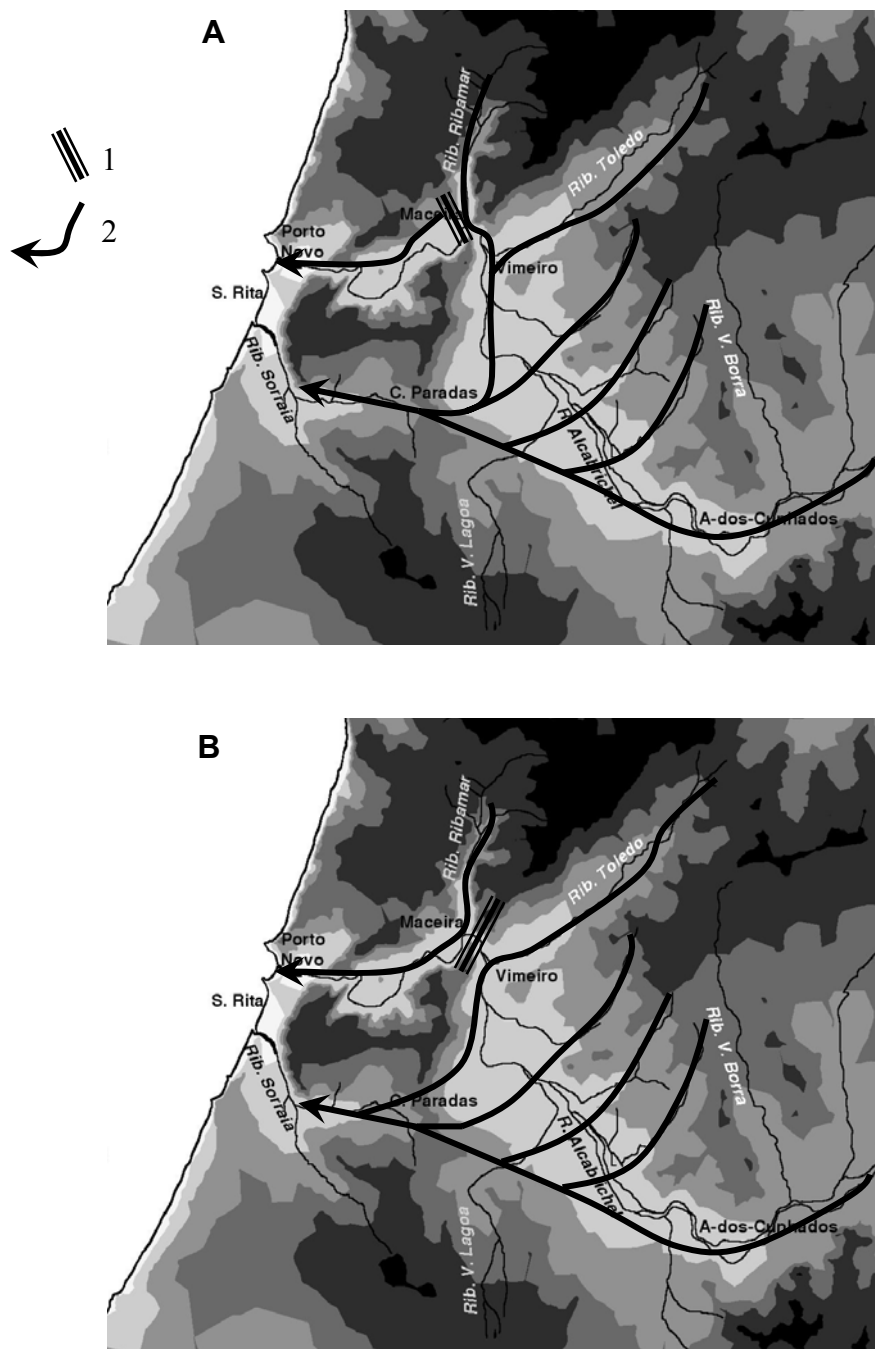 A
1
2
Rib. Ribamar
Rib. Toledo
Maceira
Porto
Novo
Vimeiro
S. Rita
Rib. V. Borra
Rib. Sorraia
C. Paradas
R. Alcabrichel
A-dos-Cunhados
Rib. V. Lagoa
B
Rib. Ribamar
Rib. Toledo
Maceira
Porto
Novo
Vimeiro
S. Rita
Rib. V. Borra
Rib. Sorraia
C. Paradas
R. Alcabrichel
A-dos-Cunhados
Rib. V. Lagoa